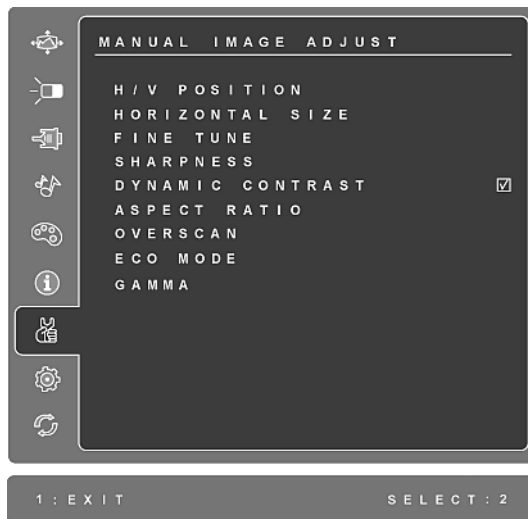 MANUAL IMAGE ADJUST
H/V POSITION
HORIZONTAL SIZE
FINE TUNE
SHARPNESS
DYNAMIC CONTRAST
ASPECT RATIO
OVERSCAN
ECO MODE
GAMMA
1:EXIT SELECT:2